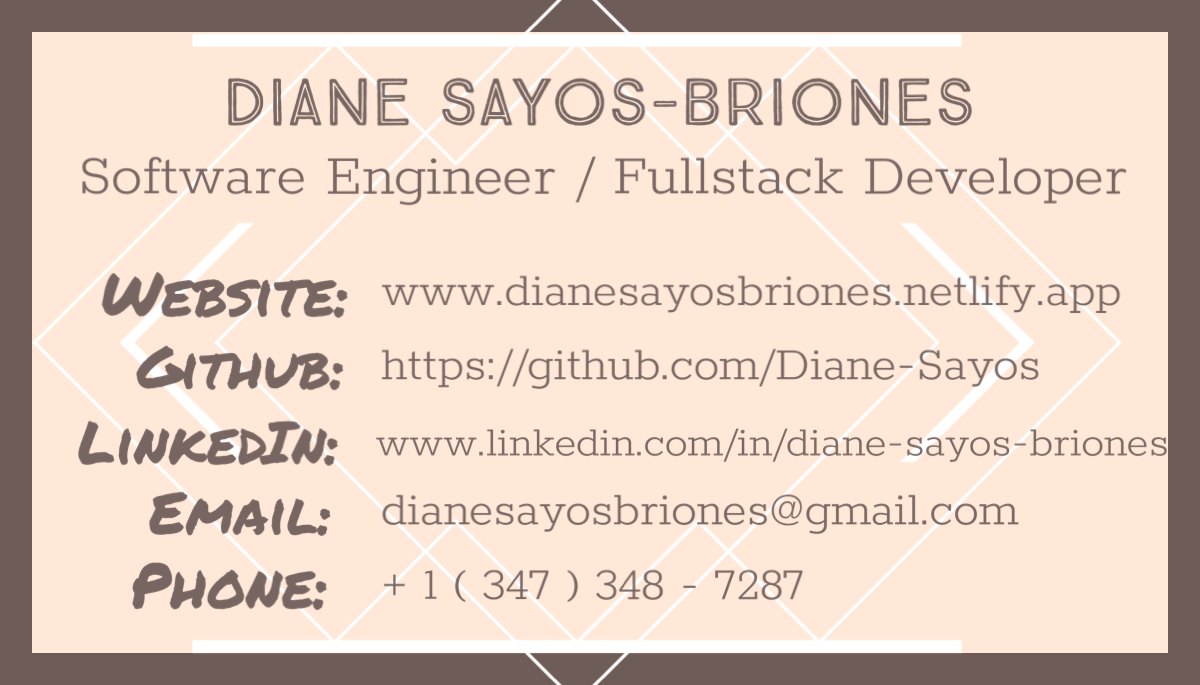 DIANE SAYOS-BRIONES
Software Engineer / Fullstack Developer
WEBSITE: www.dianesayosbriones.netlify.app
GITHUB: https://github.com/Diane-Sayos
LINKEDIN: www.linkedin.com/in/diane-sayos-briones
EMAIL: dianesayosbriones@gmail.com
PHONE: + 1 ( 347 ) 348 - 7287